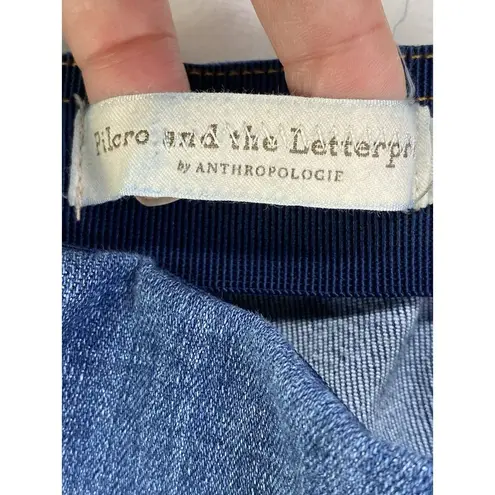 Pilcro and the Letterpr
by ANTHROPOLOGIE